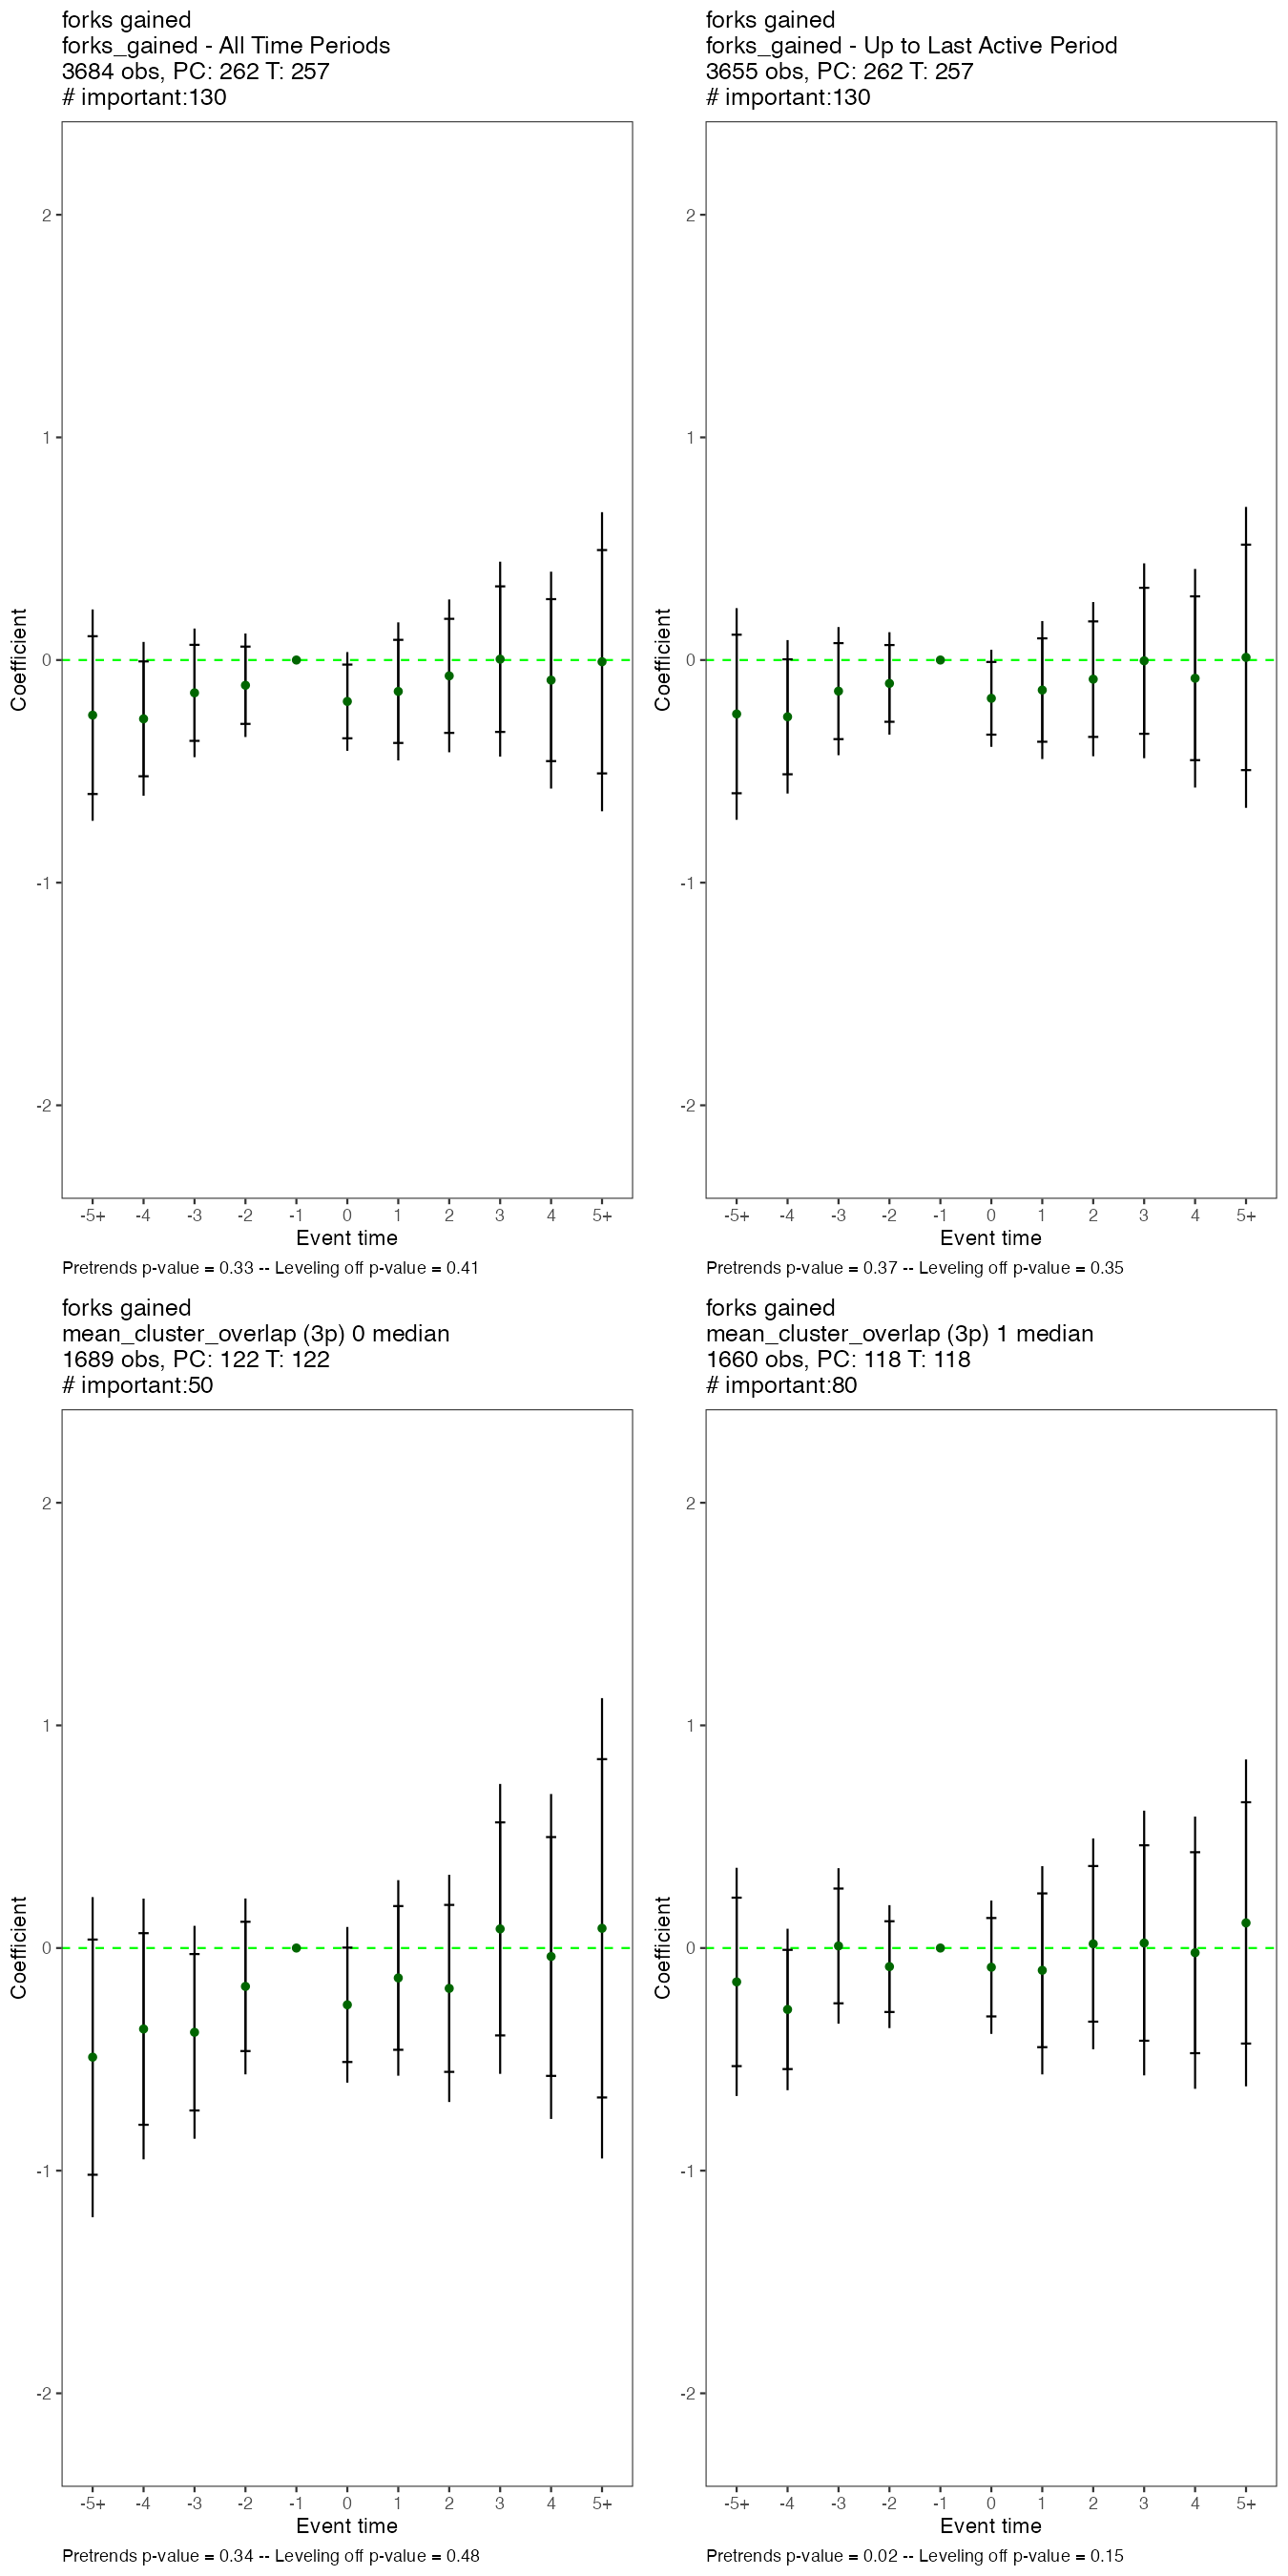 forks gained
forks_gained - All Time Periods
3684 obs, PC: 262 T: 257
# important:130
Coefficient
2
1
0
-1
-2
-5+ -4 -3 -2 -1 0 1 2 3 4 5+
Event time
Pretrends p-value = 0.33 -- Leveling off p-value = 0.41
forks gained
forks_gained - Up to Last Active Period
3655 obs, PC: 262 T: 257
# important:130
Coefficient
2
1
0
-1
-2
-5+ -4 -3 -2 -1 0 1 2 3 4 5+
Event time
Pretrends p-value = 0.37 -- Leveling off p-value = 0.35
forks gained
mean_cluster_overlap (3p) 0 median
1689 obs, PC: 122 T: 122
# important:50
Coefficient
2
1
0
-1
-2
-5+ -4 -3 -2 -1 0 1 2 3 4 5+
Event time
Pretrends p-value = 0.34 -- Leveling off p-value = 0.48
forks gained
mean_cluster_overlap (3p) 1 median
1660 obs, PC: 118 T: 118
# important:80
Coefficient
2
1
0
-1
-2
-5+ -4 -3 -2 -1 0 1 2 3 4 5+
Event time
Pretrends p-value = 0.02 -- Leveling off p-value = 0.15